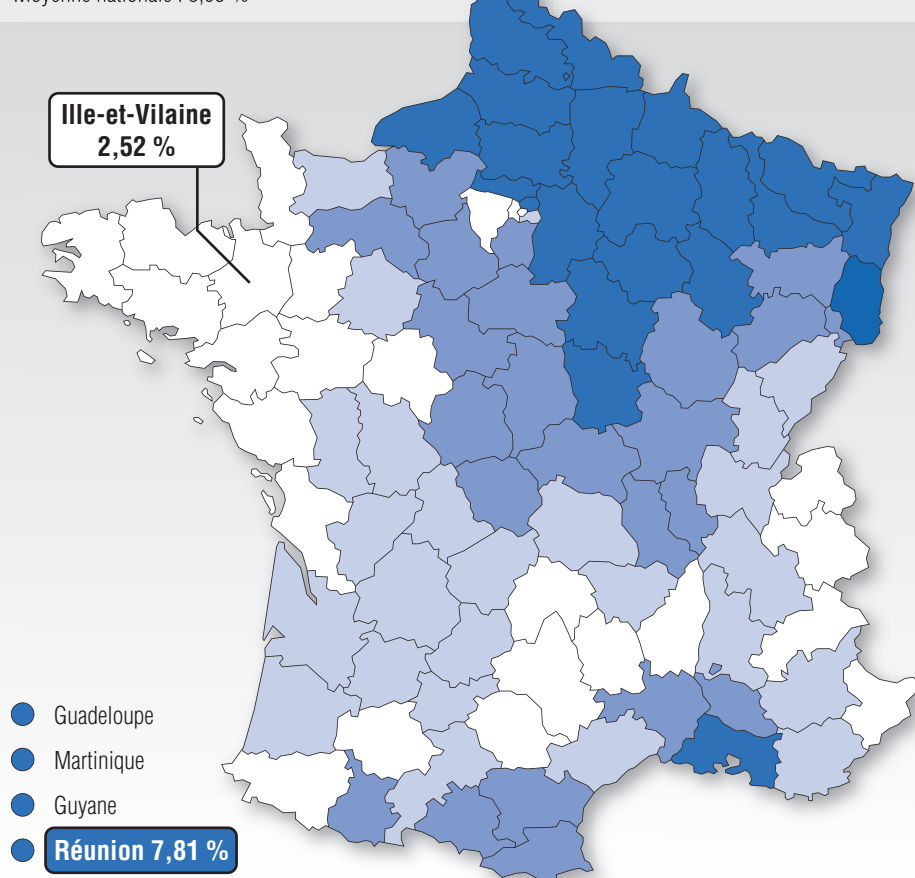 Ille-et-Vilaine
2,52 %
Guadeloupe
Martinique
Guyane
Réunion 7,81 %